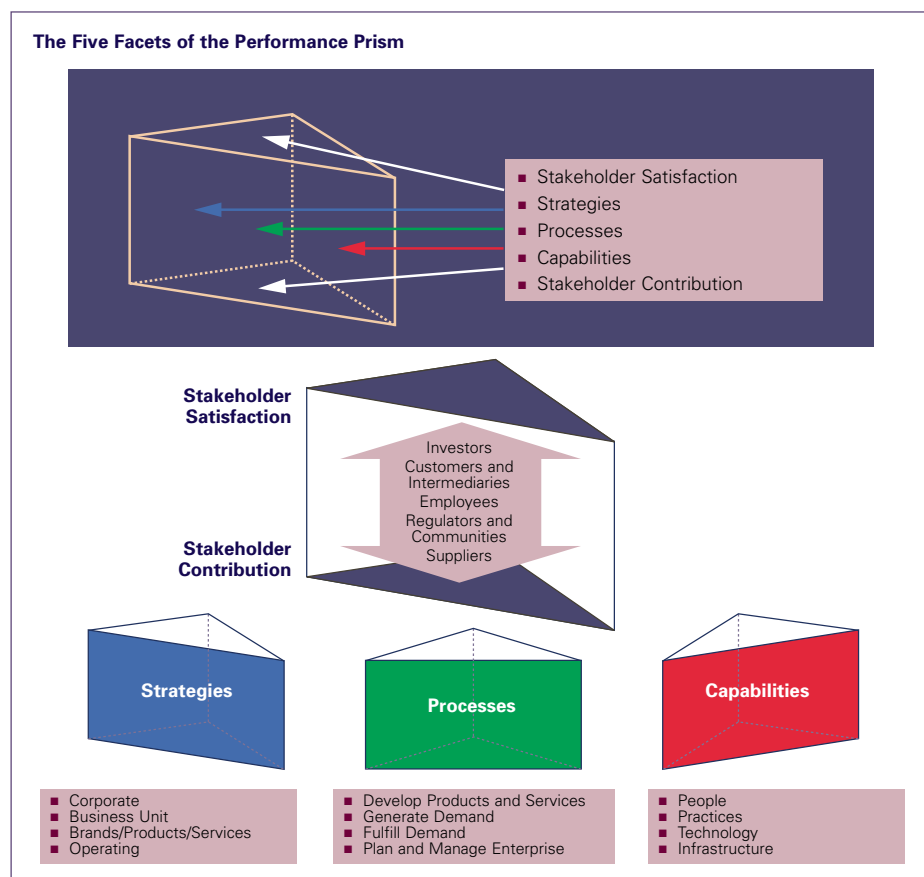 The Five Facets of the Performance Prism
■ Stakeholder Satisfaction
■ Strategies
■ Processes
■ Capabilities
■ Stakeholder Contribution
Stakeholder
Satisfaction
Investors
Customers and
Intermediaries
Employees
Regulators and
Communities
Suppliers
Stakeholder
Contribution
Strategies
■ Corporate
■ Business Unit
■ Brands/Products/Services
■ Operating
Processes
■ Develop Products and Services
■ Generate Demand
■ Fulfill Demand
■ Plan and Manage Enterprise
Capabilities
■ People
■ Practices
■ Technology
■ Infrastructure